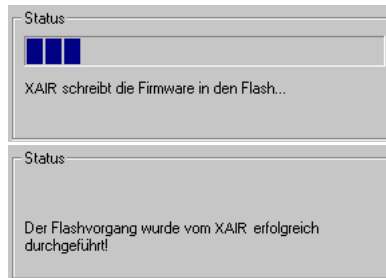 Status
XAIR schreibt die Firmware in den Flash...
Status
Der Flashvorgang wurde vom XAIR erfolgreich
durchgeführt!